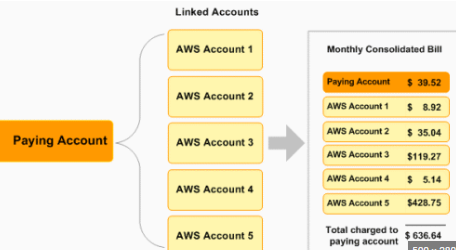 Linked Accounts
Paying Account
AWS Account 1
AWS Account 2
AWS Account 3
AWS Account 4
AWS Account 5
Monthly Consolidated Bill
Paying Account $ 39.52
AWS Account 1 $ 8.92
AWS Account 2 $ 35.04
AWS Account 3 $119.27
AWS Account 4 $ 5.14
AWS Account 5 $428.75
Total charged to
paying account $ 636.64